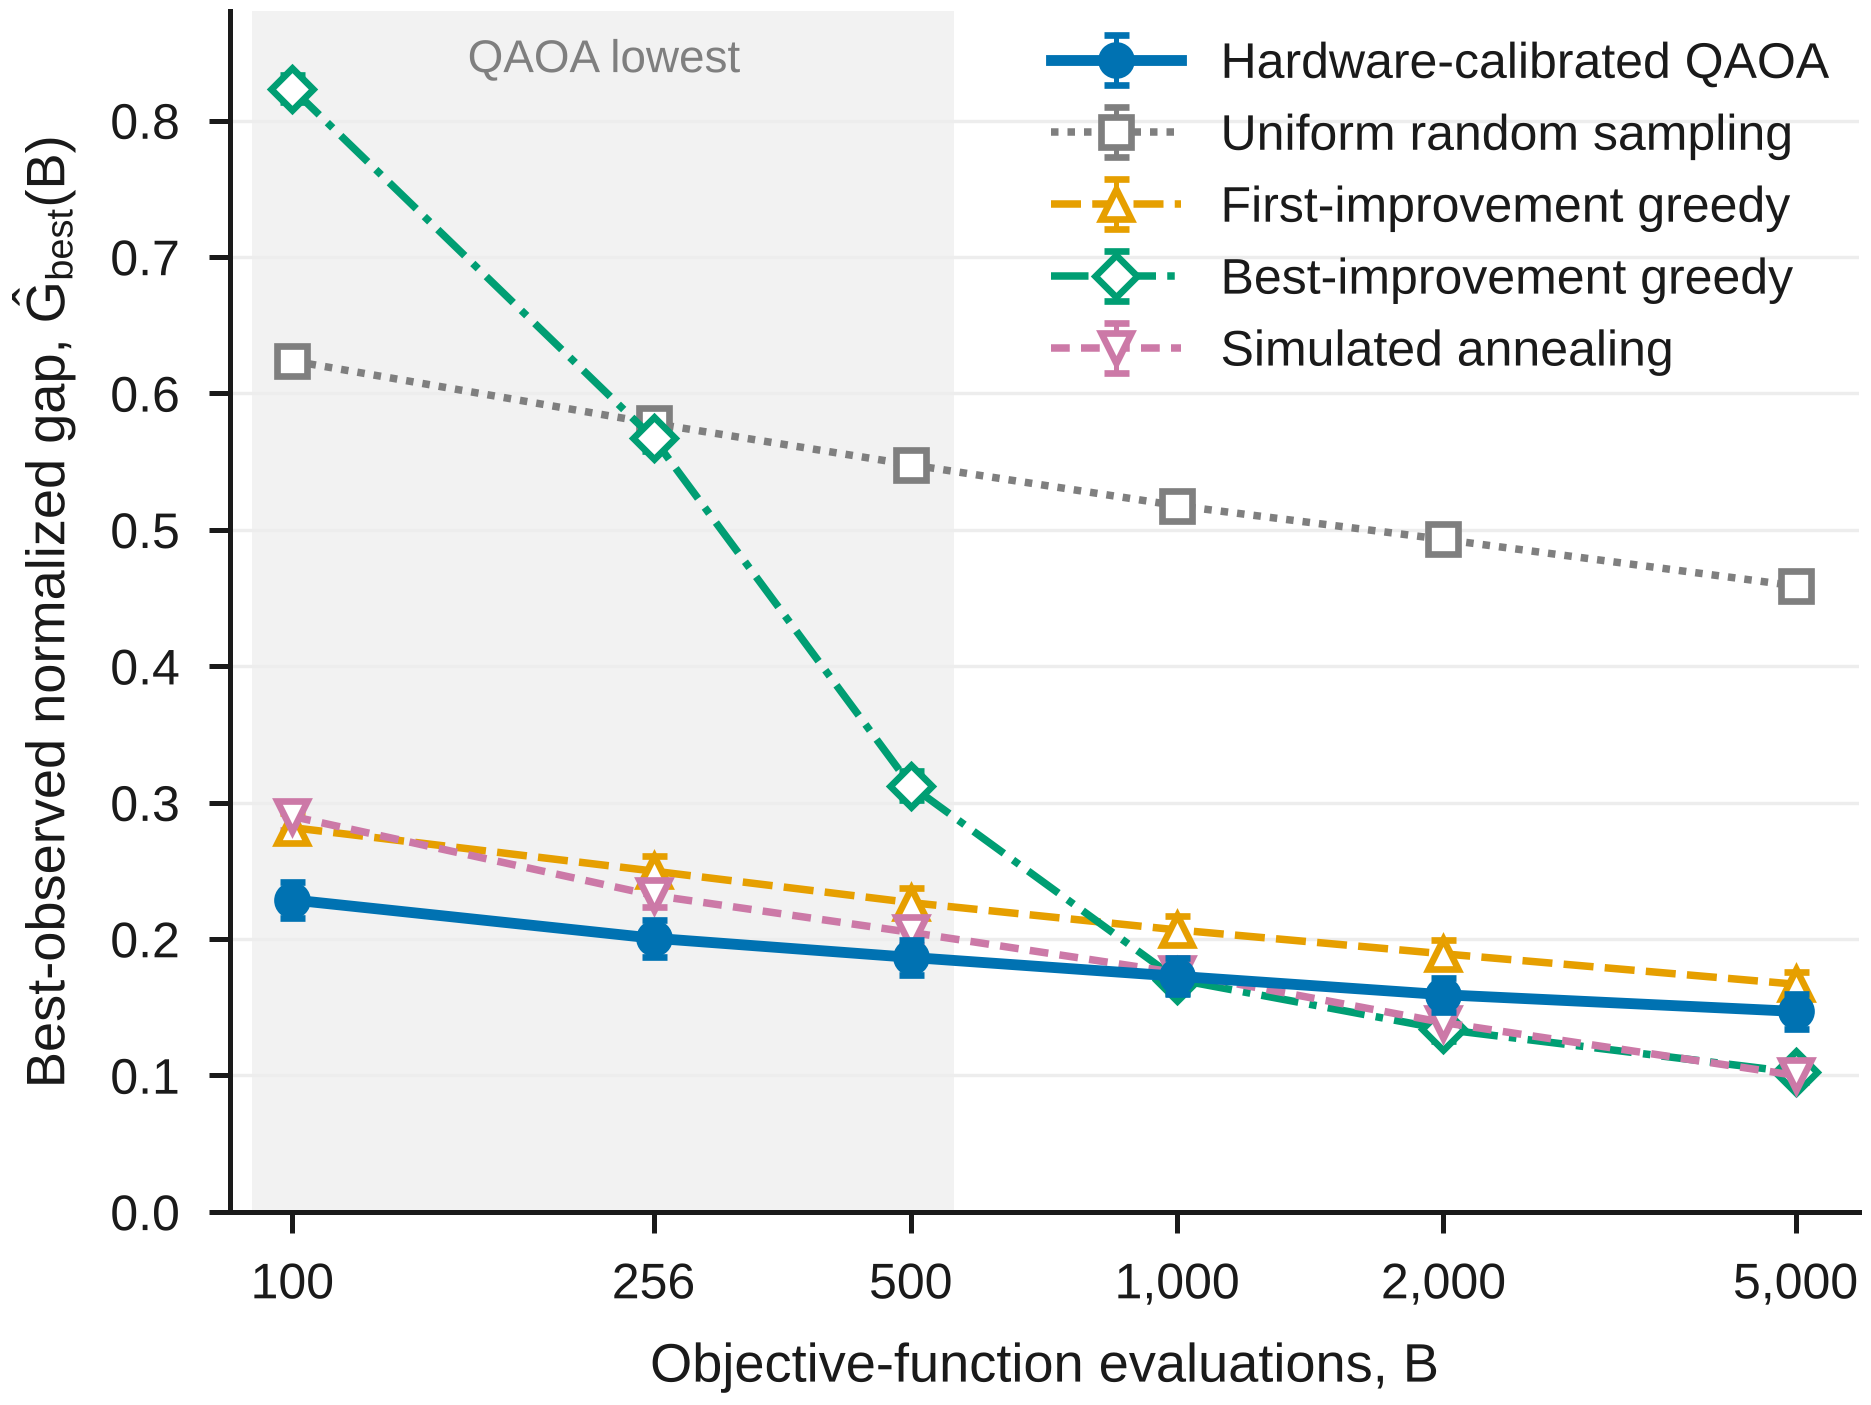 QAOA lowest
Hardware-calibrated QAOA
Uniform random sampling
First-improvement greedy
Best-improvement greedy
Simulated annealing
Best-observed normalized gap, Ĝbest(B)
0.8
0.7
0.6
0.5
0.4
0.3
0.2
0.1
0.0
100 256 500 1,000 2,000 5,000
Objective-function evaluations, B